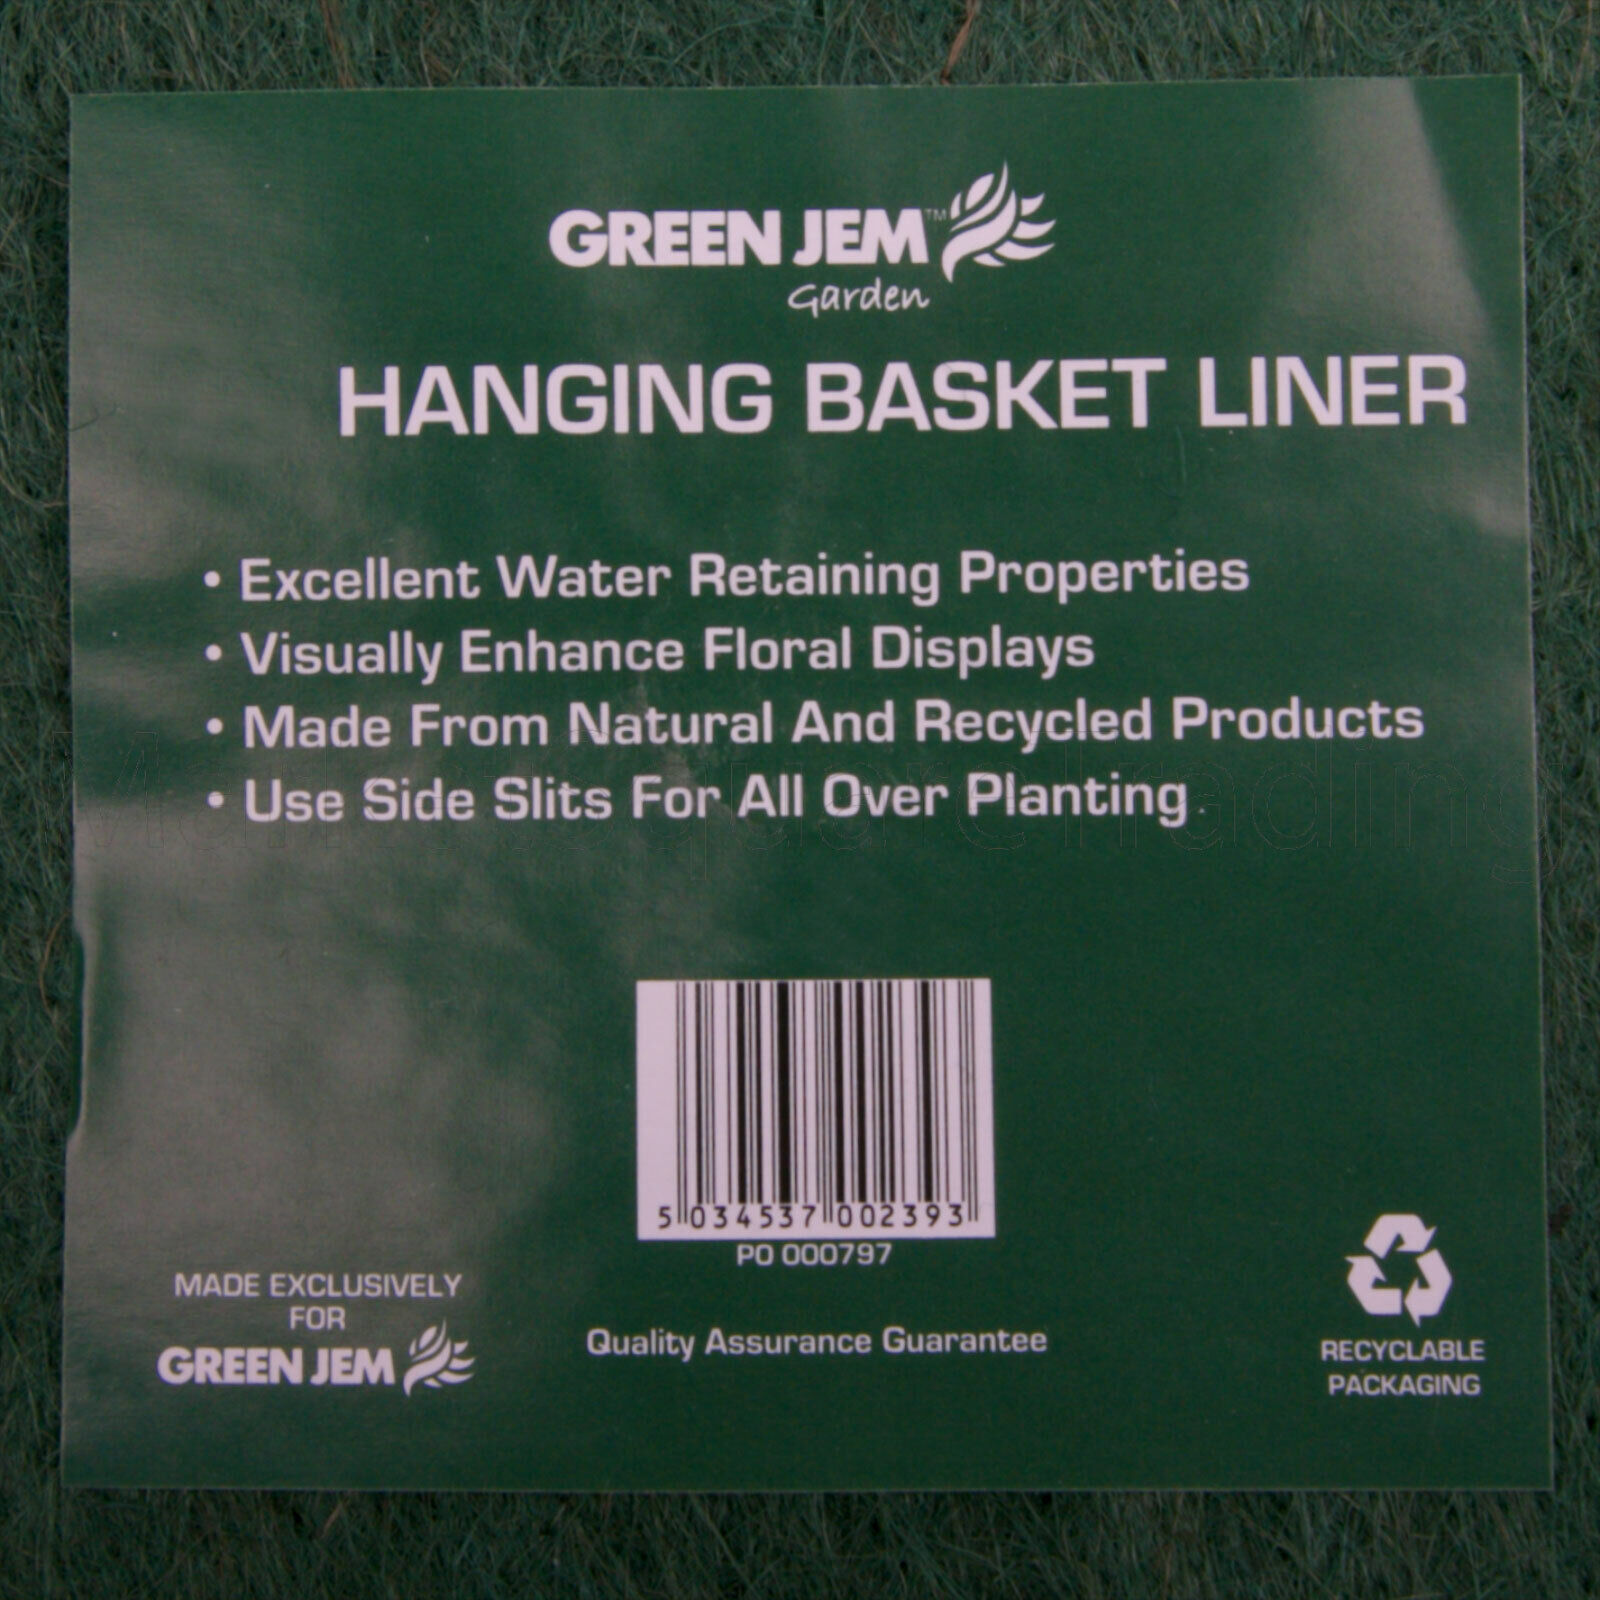 GREEN JEM™
Garden
HANGING BASKET LINER
• Excellent Water Retaining Properties
• Visually Enhance Floral Displays
• Made From Natural And Recycled Products
• Use Side Slits For All Over Planting
Marketsquare Trading
5 034537 002393
PO 000797
MADE EXCLUSIVELY
FOR
GREEN JEM
Quality Assurance Guarantee
RECYCLABLE
PACKAGING